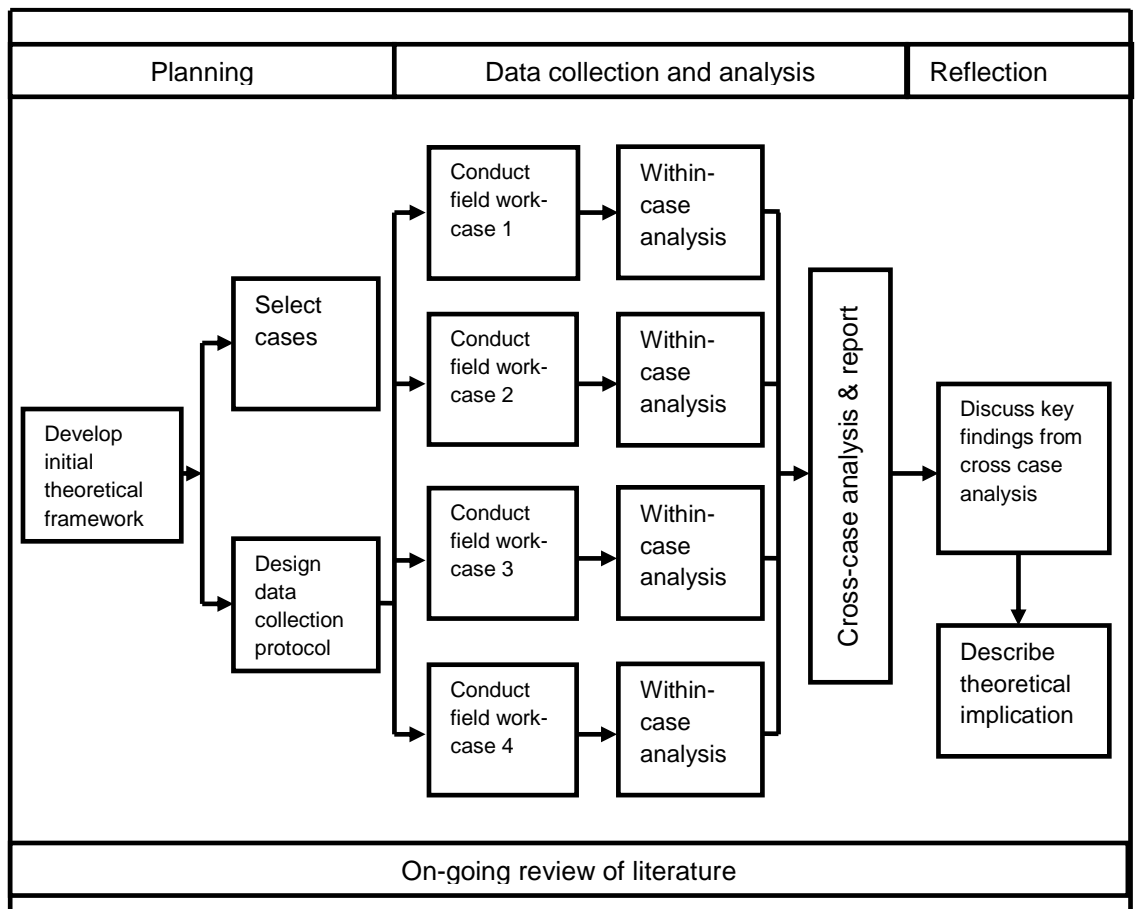 Planning
Data collection and analysis
Reflection
Develop
initial
theoretical
framework
Select
cases
Design
data
collection
protocol
Conduct
field work-
case 1
Within-
case
analysis
Conduct
field work-
case 2
Within-
case
analysis
Conduct
field work-
case 3
Within-
case
analysis
Conduct
field work-
case 4
Within-
case
analysis
Cross-case analysis & report
Discuss key
findings from
cross case
analysis
Describe
theoretical
implication
On-going review of literature